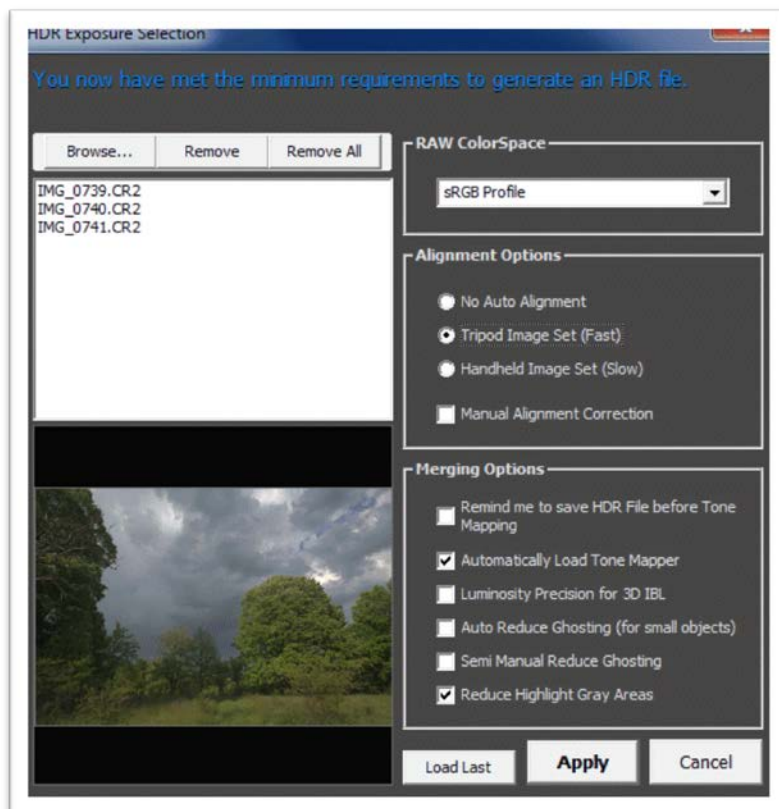 HDR Exposure Selection
You now have met the minimum requirements to generate an HDR file.
Browse...
Remove
Remove All
IMG_0739.CR2
IMG_0740.CR2
IMG_0741.CR2
RAW ColorSpace
sRGB Profile
Alignment Options
No Auto Alignment
Tripod Image Set (Fast)
Handheld Image Set (Slow)
Manual Alignment Correction
Merging Options
Remind me to save HDR File before Tone
Mapping
Automatically Load Tone Mapper
Luminosity Precision for 3D IBL
Auto Reduce Ghosting (for small objects)
Semi Manual Reduce Ghosting
Reduce Highlight Gray Areas
Load Last
Apply
Cancel